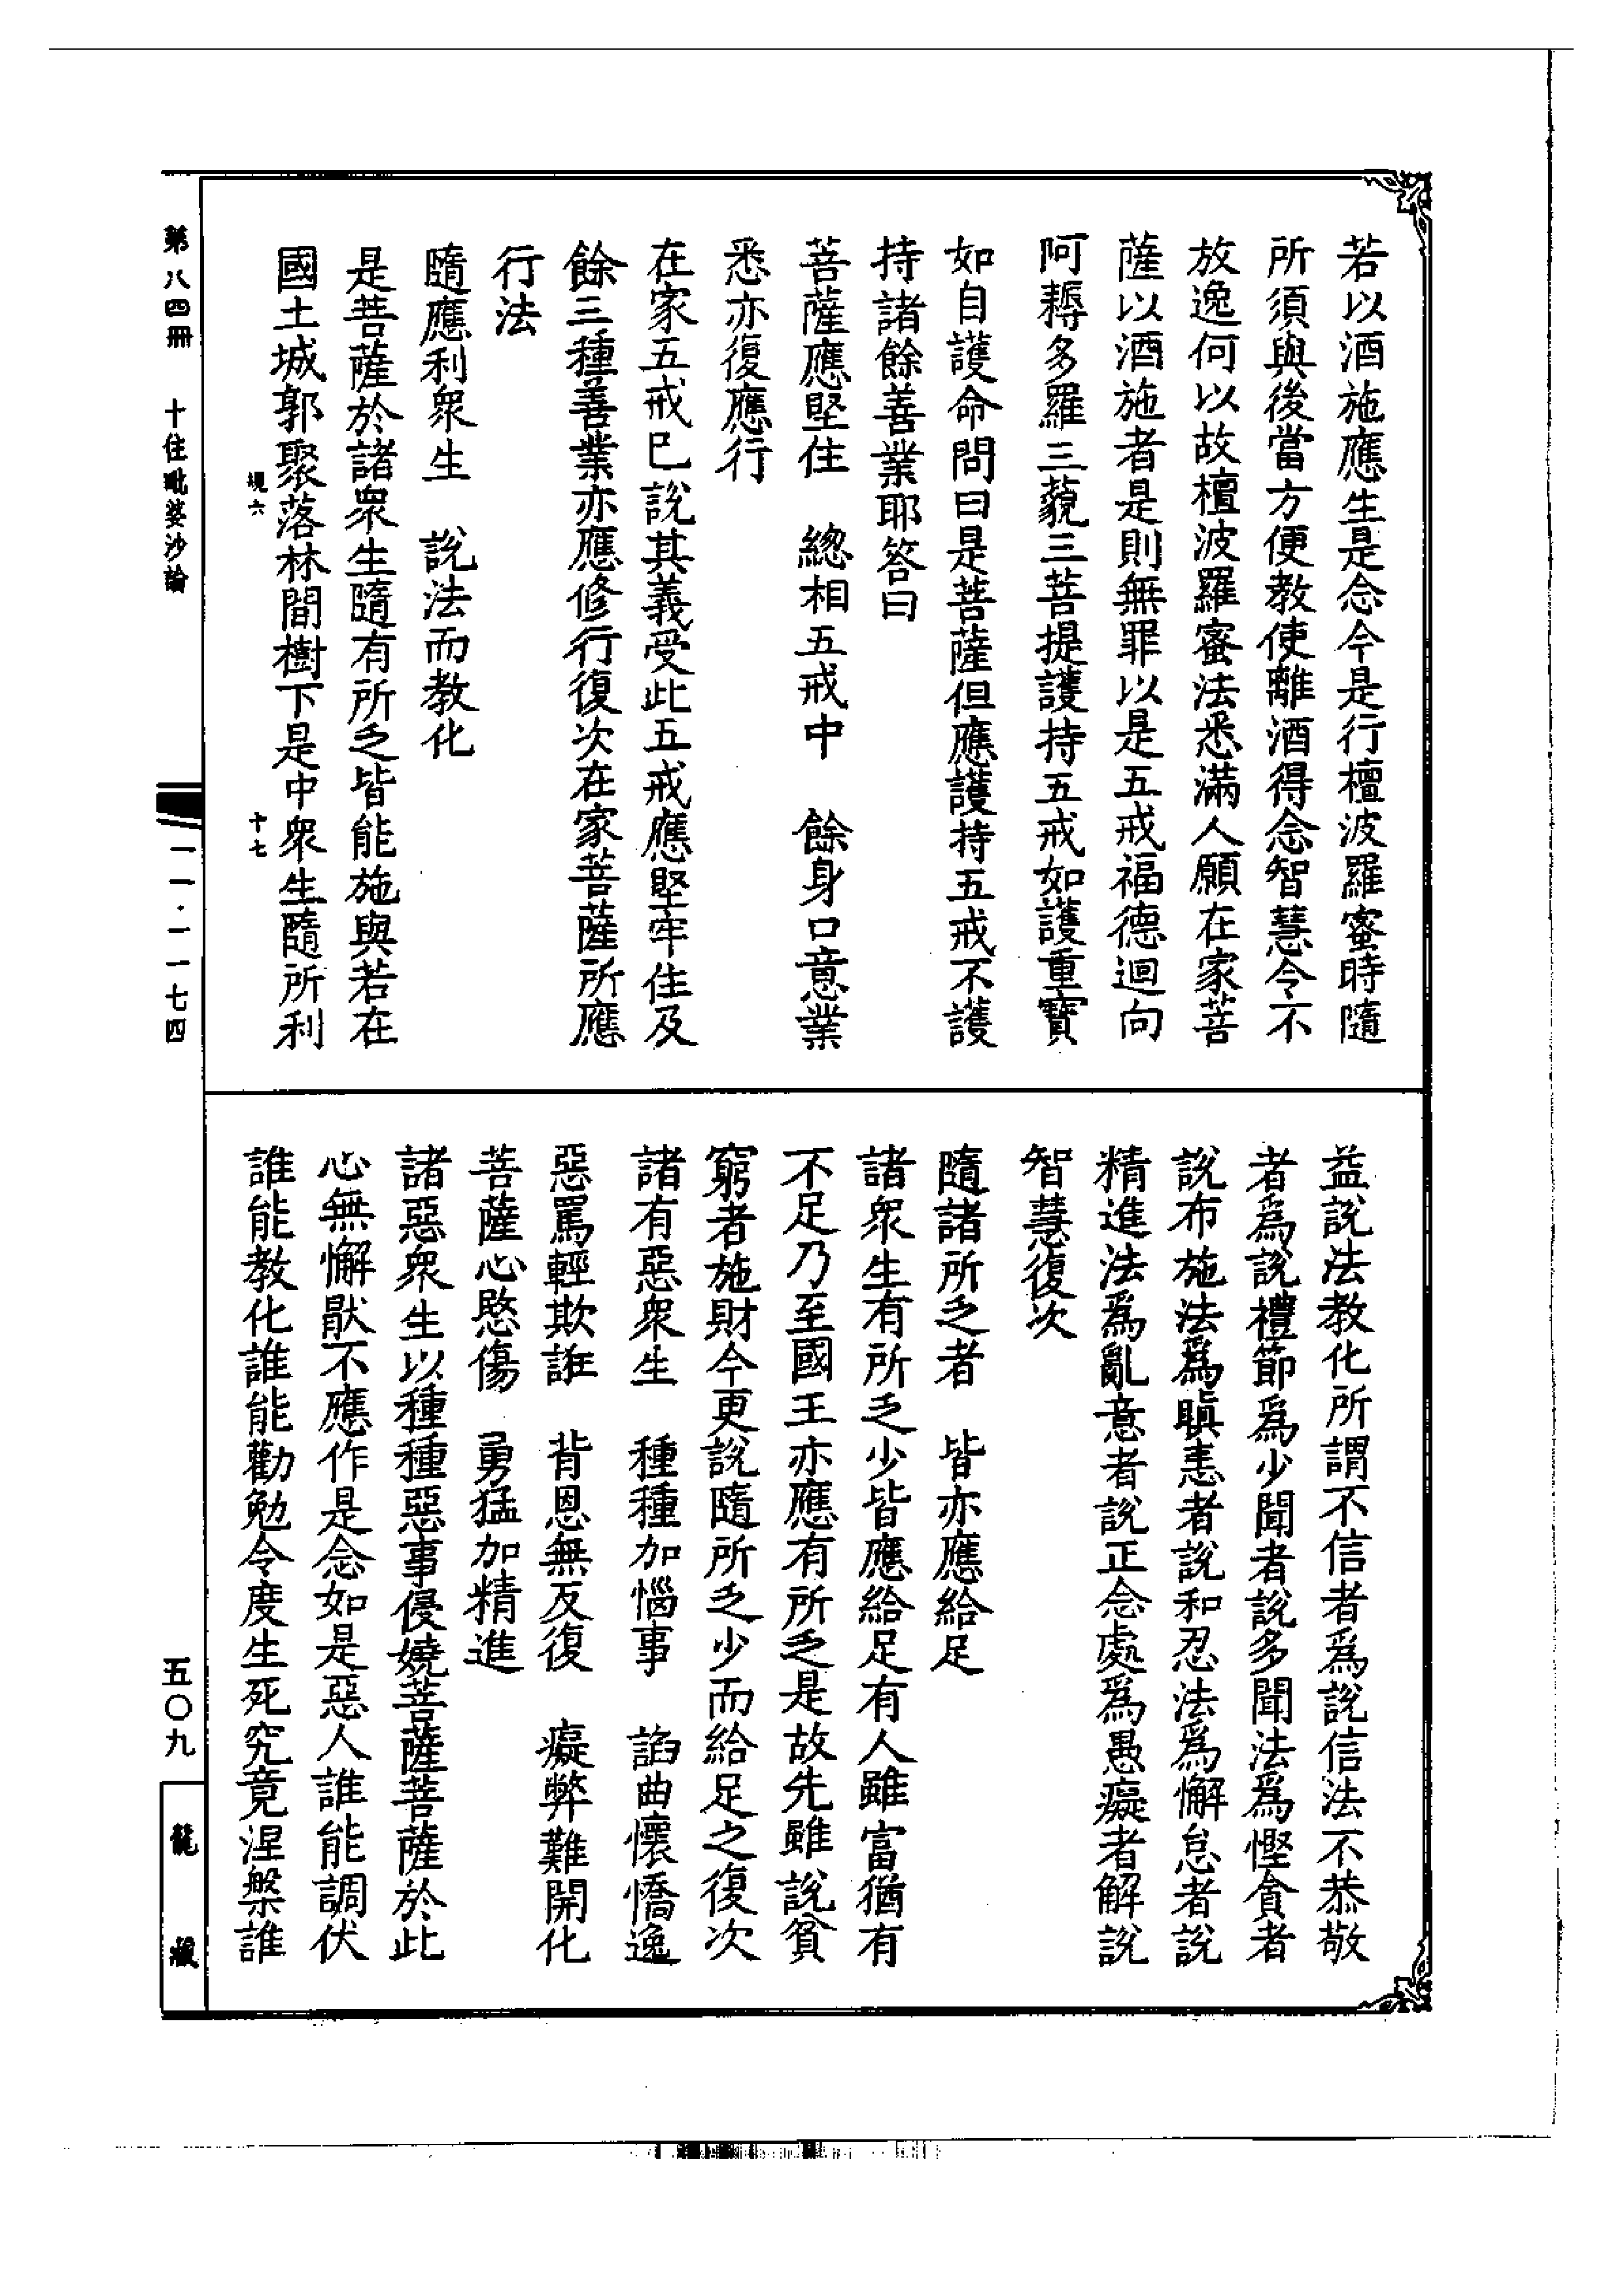 若以酒施應生是念今是行檀波羅蜜時隨
所須與後當方便教使離酒得念智慧令不
放逸何以故檀波羅蜜法悉滿人願在家菩
薩以酒施者是則無罪以是五戒福德迴向
阿耨多羅三藐三菩提護持五戒如護重寶
如自護命問曰是菩薩但應護持五戒不護
持諸餘善業耶答曰
菩薩應堅住　總相五戒中　餘身口意業
悉亦復應行
在家五戒已說其義受此五戒應堅牢住及
餘三種善業亦應修行復次在家菩薩所應
行法
隨應利衆生　說法而教化
是菩薩於諸衆生隨有所乏皆能施與若在
國土城郭聚落林間樹下是中衆生隨所利
益說法教化所謂不信者爲說信法不恭敬
者爲說禮節爲少聞者說多聞法爲慳貪者
說布施法爲瞋恚者說和忍法爲懈怠者說
精進法爲亂意者說正念處爲愚癡者解說
智慧復次
隨諸所乏者　皆亦應給足
諸衆生有所乏少皆應給足有人雖富猶有
不足乃至國王亦應有所乏是故先雖說貧
窮者施財今更說隨所乏少而給足之復次
諸有惡衆生　種種加惱事　諂曲懷憍逸
惡罵輕欺誑　背恩無反復　癡弊難開化
菩薩心愍傷　勇猛加精進
諸惡衆生以種種惡事侵嬈菩薩菩薩於此
心無懈猒不應作是念如是惡人誰能調伏
誰能教化誰能勸勉令度生死究竟涅槃誰
六　十七
第八四冊　十住毗婆沙論　一一·一一七四　五〇九
龍藏